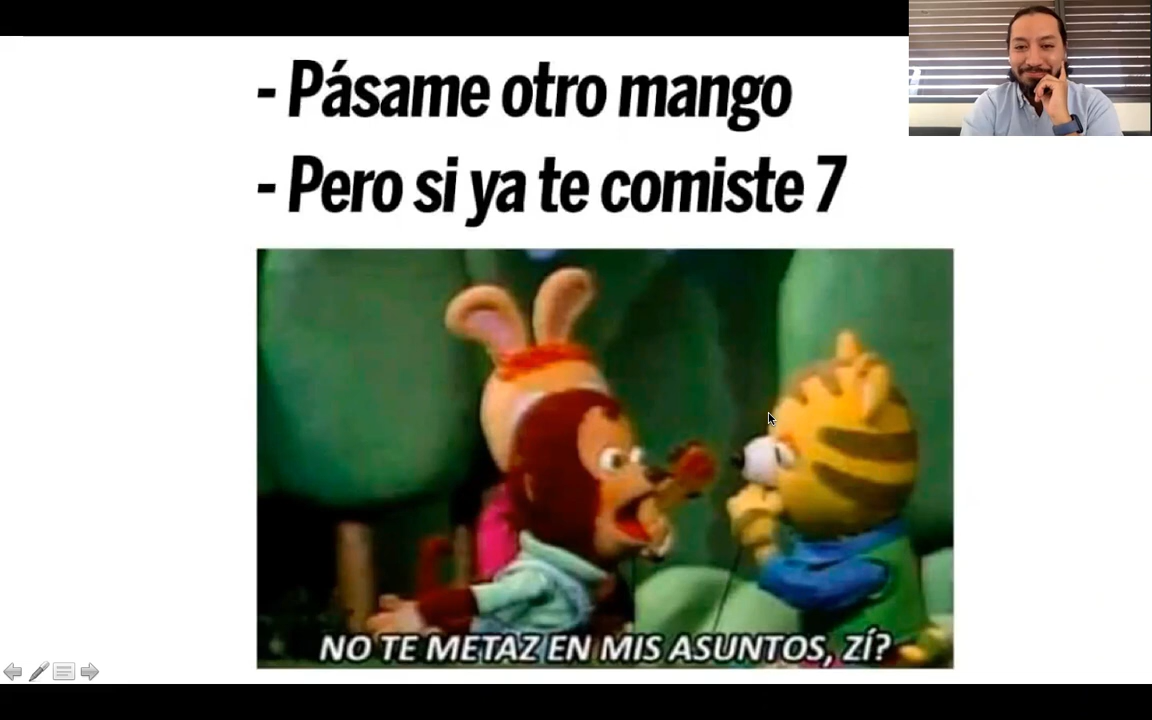 - Pásame otro mango
- Pero si ya te comiste 7
NO TE METAZ EN MIS ASUNTOS, ZÍ?